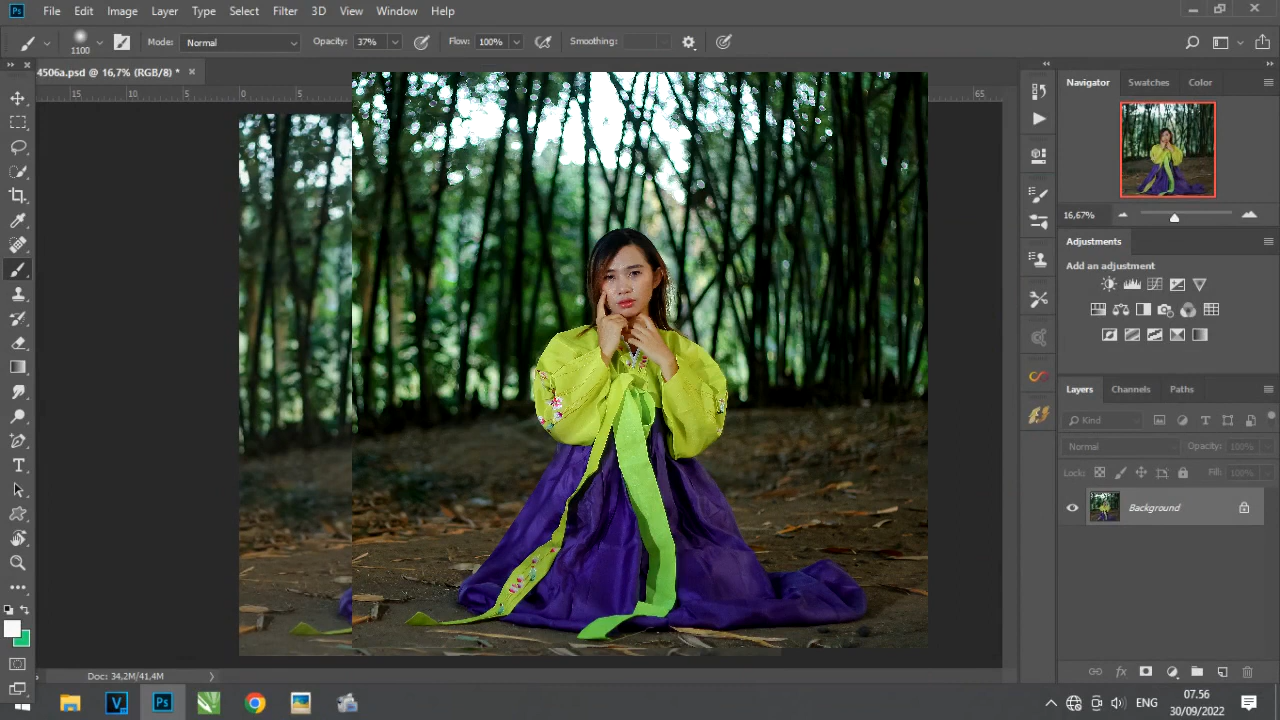 Ps File Edit Image Layer Type Select Filter 3D View Window Help
1100 Mode: Normal Opacity: 37% Flow: 100% Smoothing:
4506a.psd @ 16,7% (RGB/8) * ×
15 10 5 0 5 65
Navigator Swatches Color
16,67%
Adjustments
Add an adjustment
Layers Channels Paths
Kind
Normal Opacity: 100%
Lock: Fill: 100%
Background
Doc: 34,2M/41,4M
V Ps ENG 07.56
30/09/2022